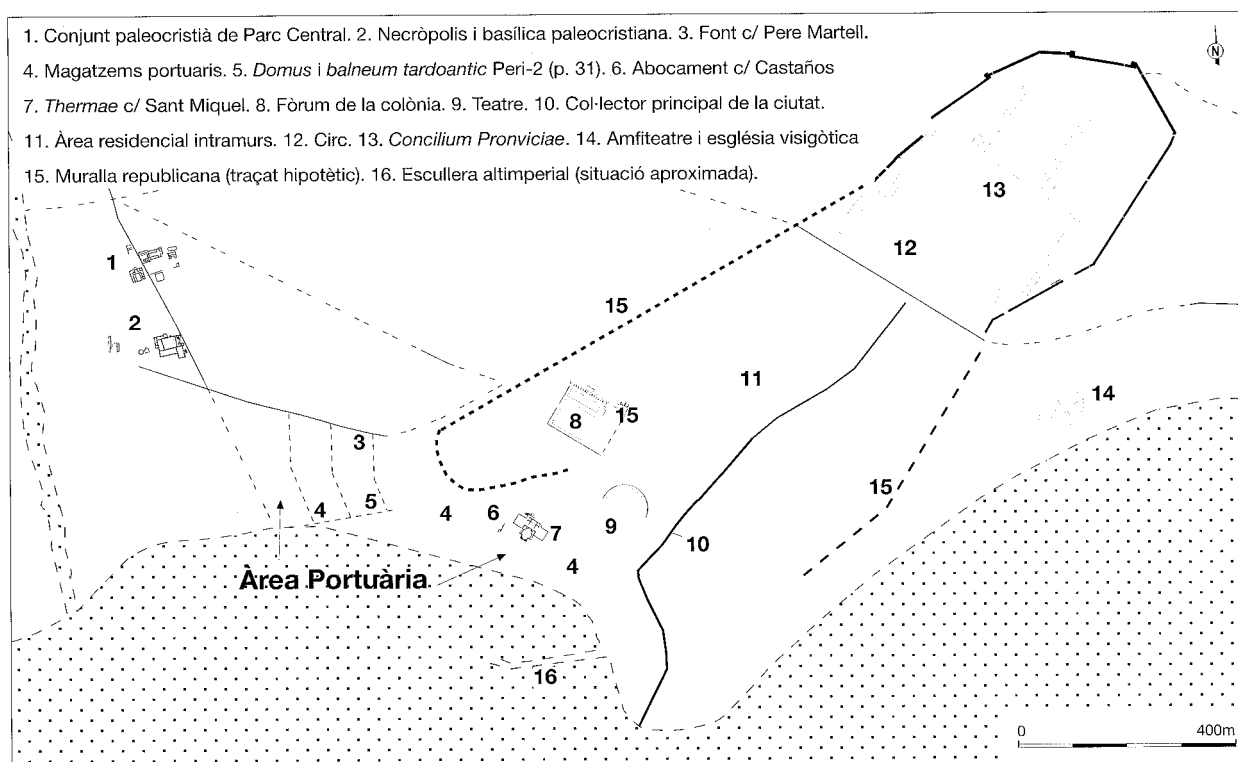 1. Conjunt paleocristià de Parc Central. 2. Necròpolis i basílica paleocristiana. 3. Font c/ Pere Martell.
4. Magatzems portuaris. 5. Domus i balneum tardoantic Peri-2 (p. 31). 6. Abocament c/ Castaños
7. Thermae c/ Sant Miquel. 8. Fòrum de la colònia. 9. Teatre. 10. Col·lector principal de la ciutat.
11. Àrea residencial intramurs. 12. Circ. 13. Concilium Pronviciae. 14. Amfiteatre i església visigòtica
15. Muralla republicana (traçat hipotètic). 16. Escullera altimperial (situació aproximada).
N
13
12
1
15
2
11
14
8
15
3
15
4
5
4
6
7
9
10
4
Àrea Portuària
16
0 400m